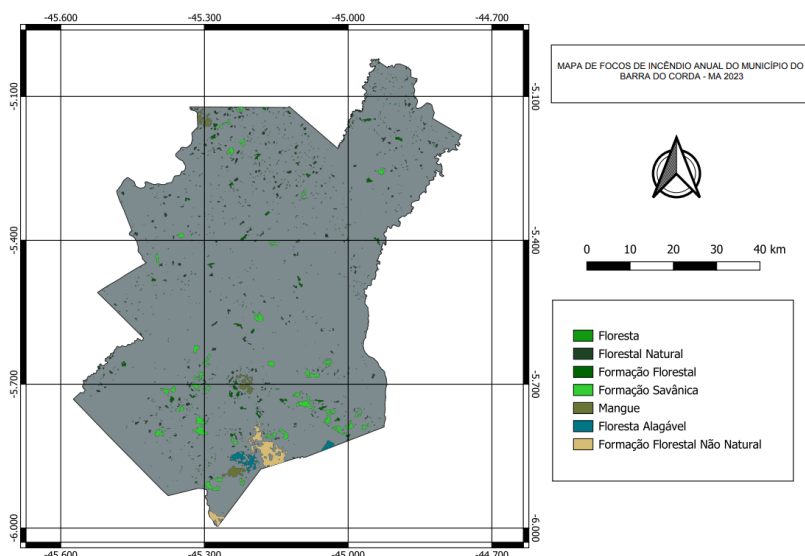 -45.600 -45.300 -45.000 -44.700
-5.100 -5.100
-5.400 -5.400
-5.700 -5.700
-6.000 -6.000
-45.600 -45.300 -45.000 -44.700
MAPA DE FOCOS DE INCÊNDIO ANUAL DO MUNICÍPIO DO
BARRA DO CORDA - MA 2023
0 10 20 30 40 km
Floresta
Florestal Natural
Formação Florestal
Formação Savânica
Mangue
Floresta Alagável
Formação Florestal Não Natural